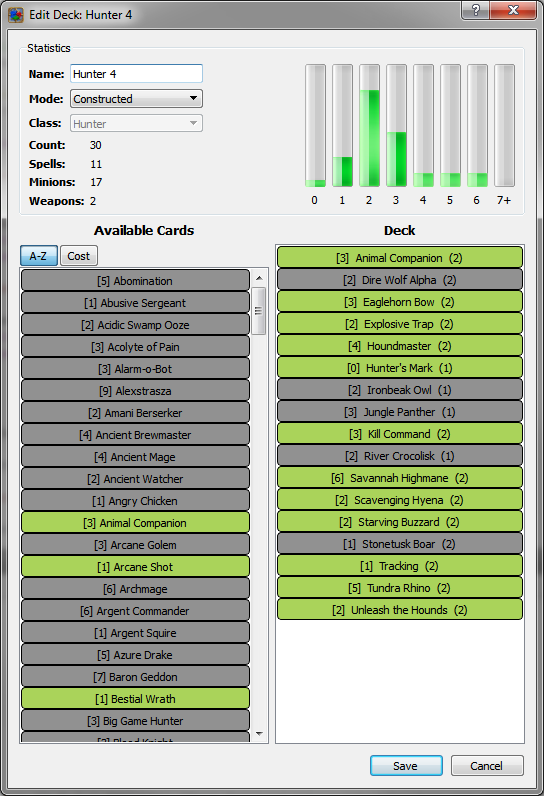 Edit Deck: Hunter 4
Statistics
Name: Hunter 4
Mode: Constructed
Class: Hunter
Count: 30
Spells: 11
Minions: 17
Weapons: 2
0 1 2 3 4 5 6 7+
Available Cards
A-Z Cost
[5] Abomination
[1] Abusive Sergeant
[2] Acidic Swamp Ooze
[3] Acolyte of Pain
[3] Alarm-o-Bot
[9] Alexstrasza
[2] Amani Berserker
[4] Ancient Brewmaster
[4] Ancient Mage
[2] Ancient Watcher
[1] Angry Chicken
[3] Animal Companion
[3] Arcane Golem
[1] Arcane Shot
[6] Archmage
[6] Argent Commander
[1] Argent Squire
[5] Azure Drake
[7] Baron Geddon
[1] Bestial Wrath
[3] Big Game Hunter
[3] Blood Knight
Deck
[3] Animal Companion (2)
[2] Dire Wolf Alpha (2)
[3] Eaglehorn Bow (2)
[2] Explosive Trap (2)
[4] Houndmaster (2)
[0] Hunter's Mark (1)
[2] Ironbeak Owl (1)
[3] Jungle Panther (1)
[3] Kill Command (2)
[2] River Crocolisk (1)
[6] Savannah Highmane (2)
[2] Scavenging Hyena (2)
[2] Starving Buzzard (2)
[1] Stonetusk Boar (2)
[1] Tracking (2)
[5] Tundra Rhino (2)
[2] Unleash the Hounds (2)
Save Cancel